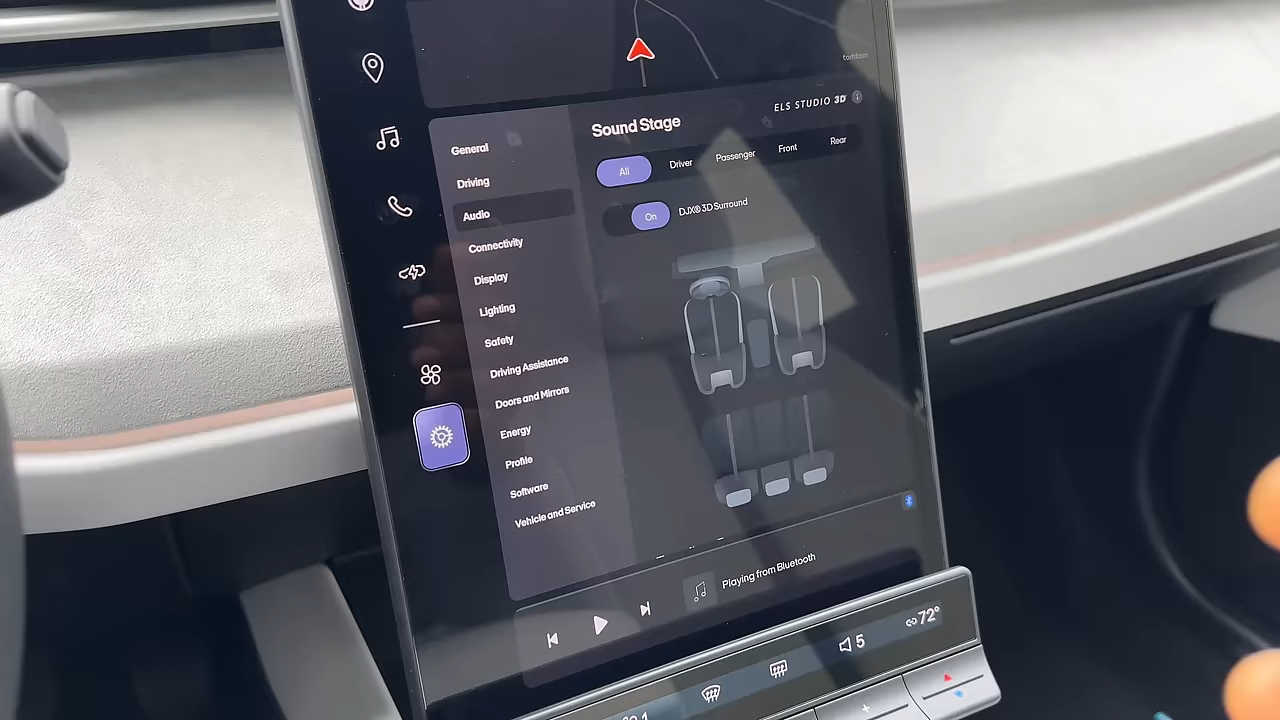 tomtom
ELS STUDIO 3D
Sound Stage
All
Driver
Passenger
Front
Rear
On
DJX® 3D Surround
General
Driving
Audio
Connectivity
Display
Lighting
Safety
Driving Assistance
Doors and Mirrors
Energy
Profile
Software
Vehicle and Service
Playing from Bluetooth
5
72°